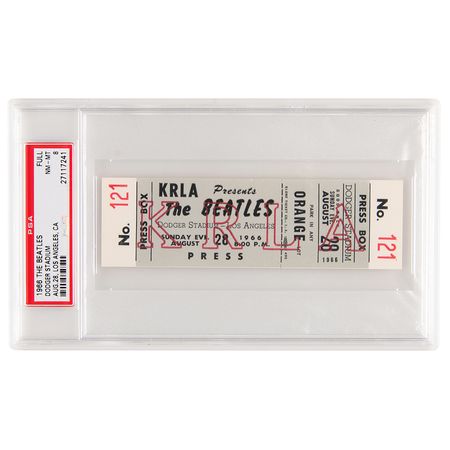 1966 THE BEATLES
DODGER STADIUM
AUG 28, LOS ANGELES, CA
PSA
FULL
NM-MT 8
27117241
No. 121
PRESS BOX
KRLA Presents
The BEATLES
DODGER STADIUM - LOS ANGELES
SUNDAY EVE. 28 1966
AUGUST 8:00 P.M.
PRESS
KRLA
PARK IN ANY
ORANGE
LOT
DODGER STADIUM
AUGUST
28
1966
PRESS BOX
No. 121